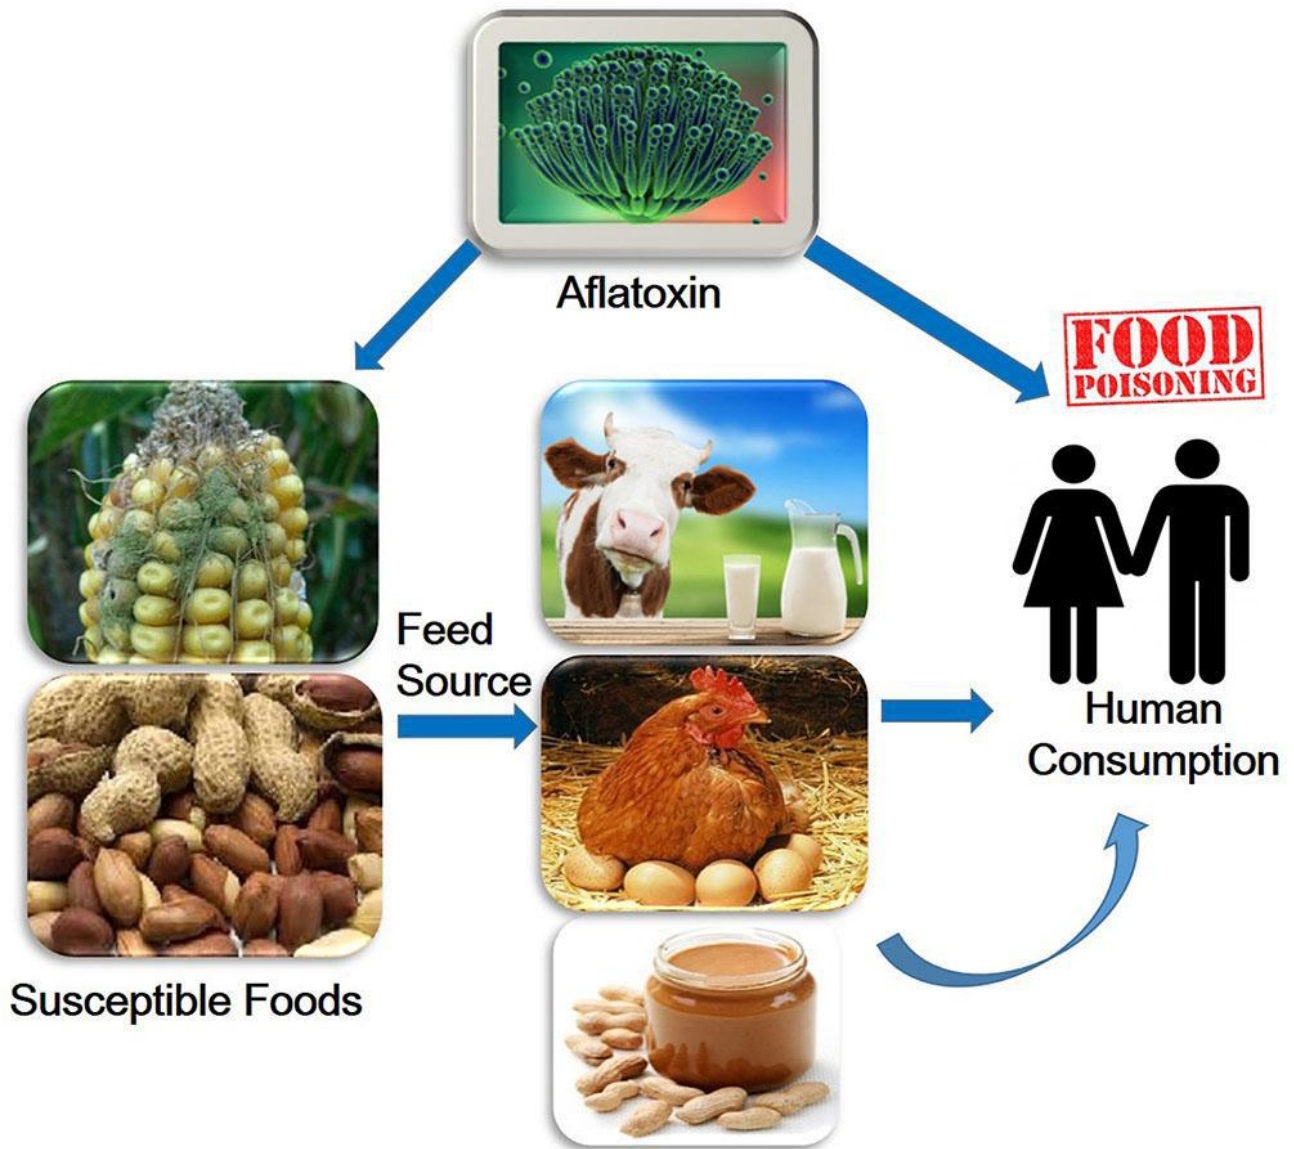 Aflatoxin
FOOD
POISONING
Feed
Source
Human
Consumption
Susceptible Foods